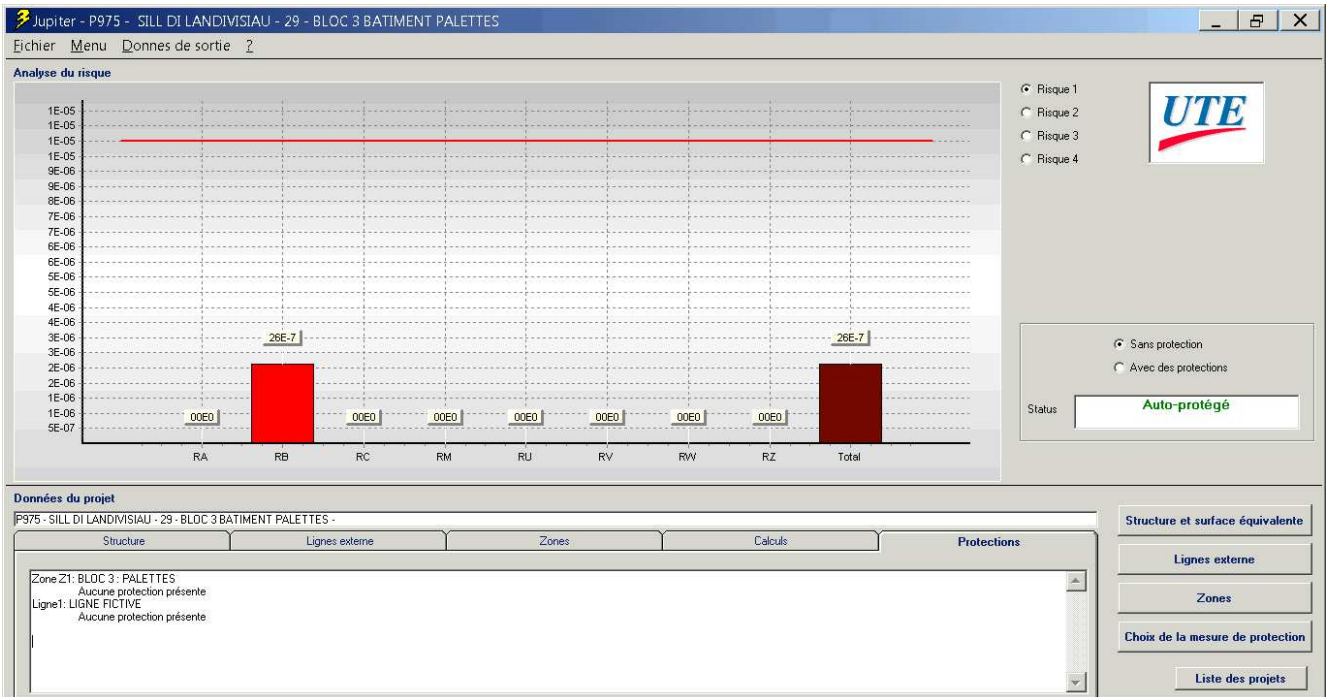 Jupiter - P975 - SILL DI LANDIVISIAU - 29 - BLOC 3 BATIMENT PALETTES
Fichier Menu Donnes de sortie ?
Analyse du risque
1E-05
1E-05
1E-05
1E-05
9E-06
9E-06
8E-06
7E-06
7E-06
6E-06
6E-06
5E-06
5E-06
4E-06
4E-06
3E-06
3E-06
2E-06
2E-06
1E-06
1E-06
5E-07
00E0
26E-7
00E0
00E0
00E0
00E0
00E0
00E0
26E-7
RA RB RC RM RU RV RW RZ Total
Risque 1
Risque 2
Risque 3
Risque 4
UTE
Sans protection
Avec des protections
Status Auto-protégé
Données du projet
P975 - SILL DI LANDIVISIAU - 29 - BLOC 3 BATIMENT PALETTES -
Structure Lignes externe Zones Calculs Protections
Zone Z1: BLOC 3 : PALETTES
Aucune protection présente
Ligne1: LIGNE FICTIVE
Aucune protection présente
Structure et surface équivalente
Lignes externe
Zones
Choix de la mesure de protection
Liste des projets